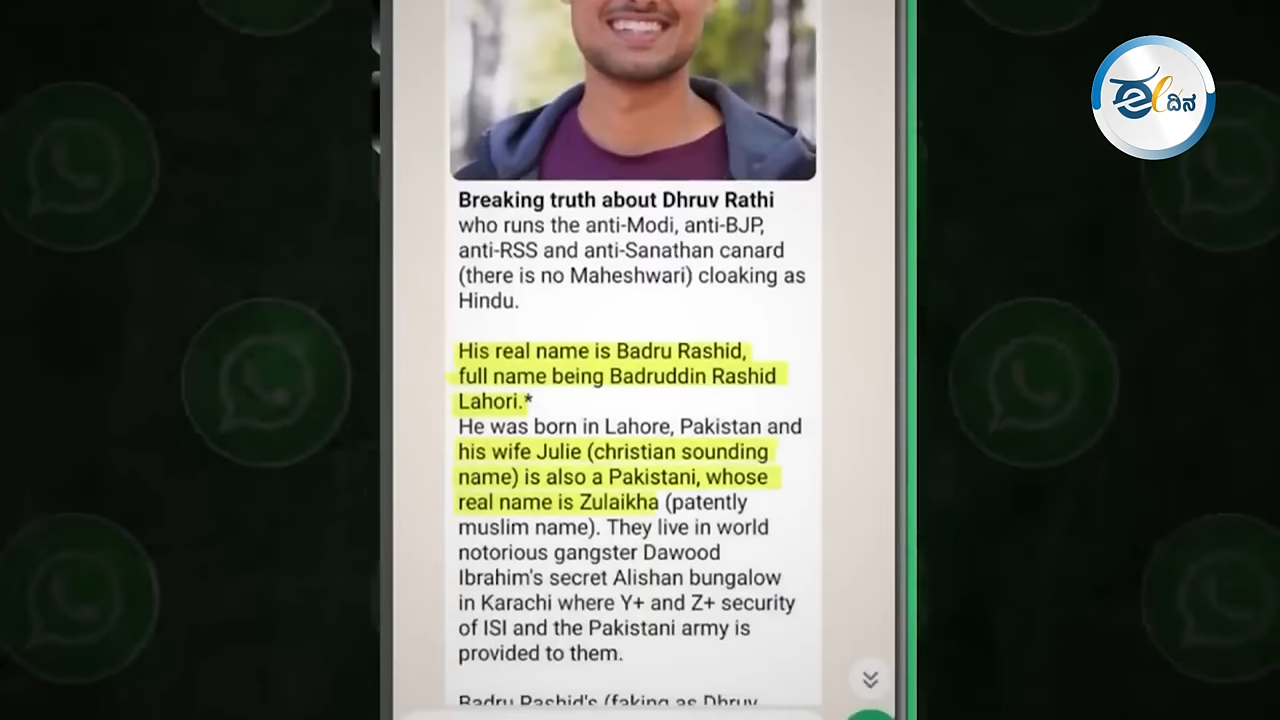 ದಿನ
Breaking truth about Dhruv Rathi
who runs the anti-Modi, anti-BJP,
anti-RSS and anti-Sanathan canard
(there is no Maheshwari) cloaking as
Hindu.
His real name is Badru Rashid,
full name being Badruddin Rashid
Lahori.*
He was born in Lahore, Pakistan and
his wife Julie (christian sounding
name) is also a Pakistani, whose
real name is Zulaikha (patently
muslim name). They live in world
notorious gangster Dawood
Ibrahim's secret Alishan bungalow
in Karachi where Y+ and Z+ security
of ISI and the Pakistani army is
provided to them.
Badru Rashid's (faking as Dhruv